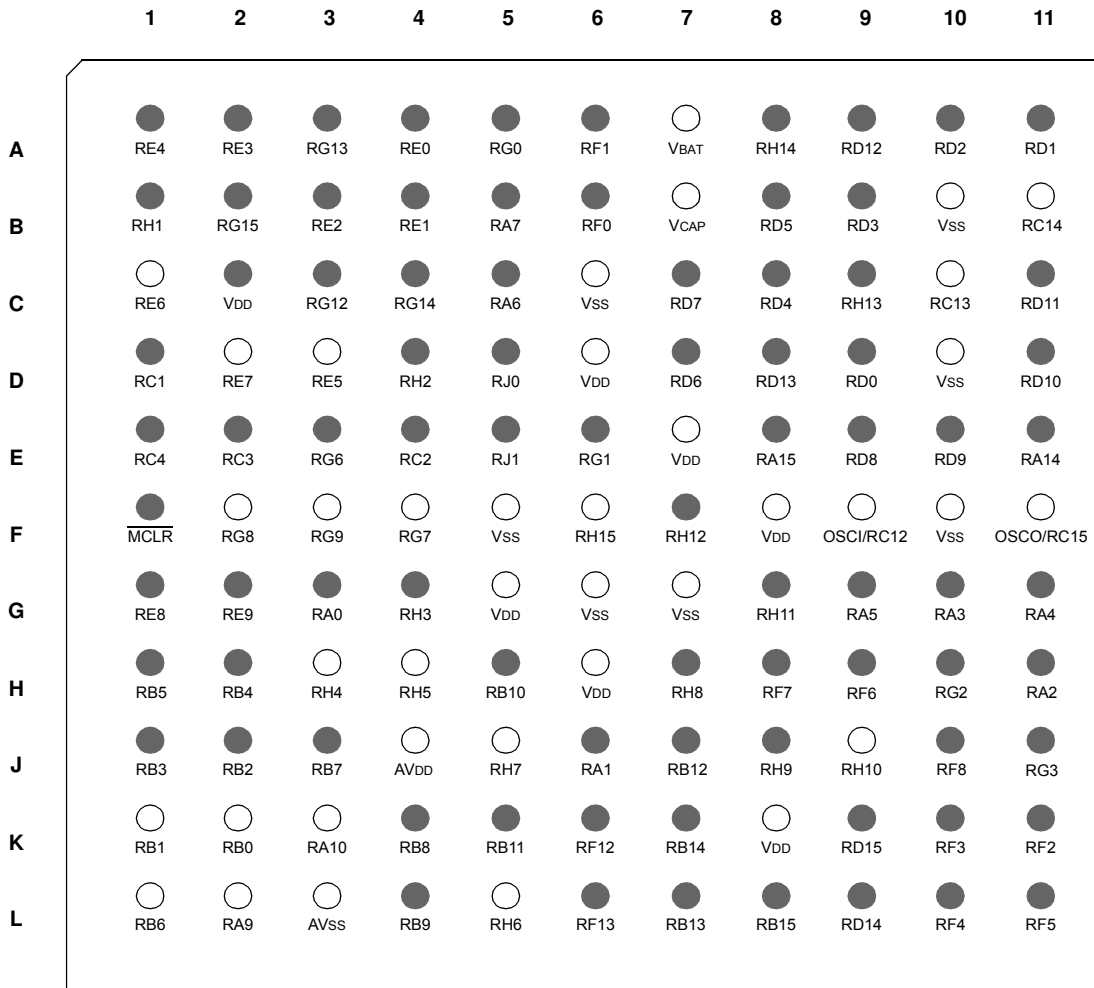 1 2 3 4 5 6 7 8 9 10 11
A RE4 RE3 RG13 RE0 RG0 RF1 VBAT RH14 RD12 RD2 RD1
B RH1 RG15 RE2 RE1 RA7 RF0 VCAP RD5 RD3 VSS RC14
C RE6 VDD RG12 RG14 RA6 VSS RD7 RD4 RH13 RC13 RD11
D RC1 RE7 RE5 RH2 RJ0 VDD RD6 RD13 RD0 VSS RD10
E RC4 RC3 RG6 RC2 RJ1 RG1 VDD RA15 RD8 RD9 RA14
F MCLR RG8 RG9 RG7 VSS RH15 RH12 VDD OSCI/RC12 VSS OSCO/RC15
G RE8 RE9 RA0 RH3 VDD VSS VSS RH11 RA5 RA3 RA4
H RB5 RB4 RH4 RH5 RB10 VDD RH8 RF7 RF6 RG2 RA2
J RB3 RB2 RB7 AVDD RH7 RA1 RB12 RH9 RH10 RF8 RG3
K RB1 RB0 RA10 RB8 RB11 RF12 RB14 VDD RD15 RF3 RF2
L RB6 RA9 AVSS RB9 RH6 RF13 RB13 RB15 RD14 RF4 RF5